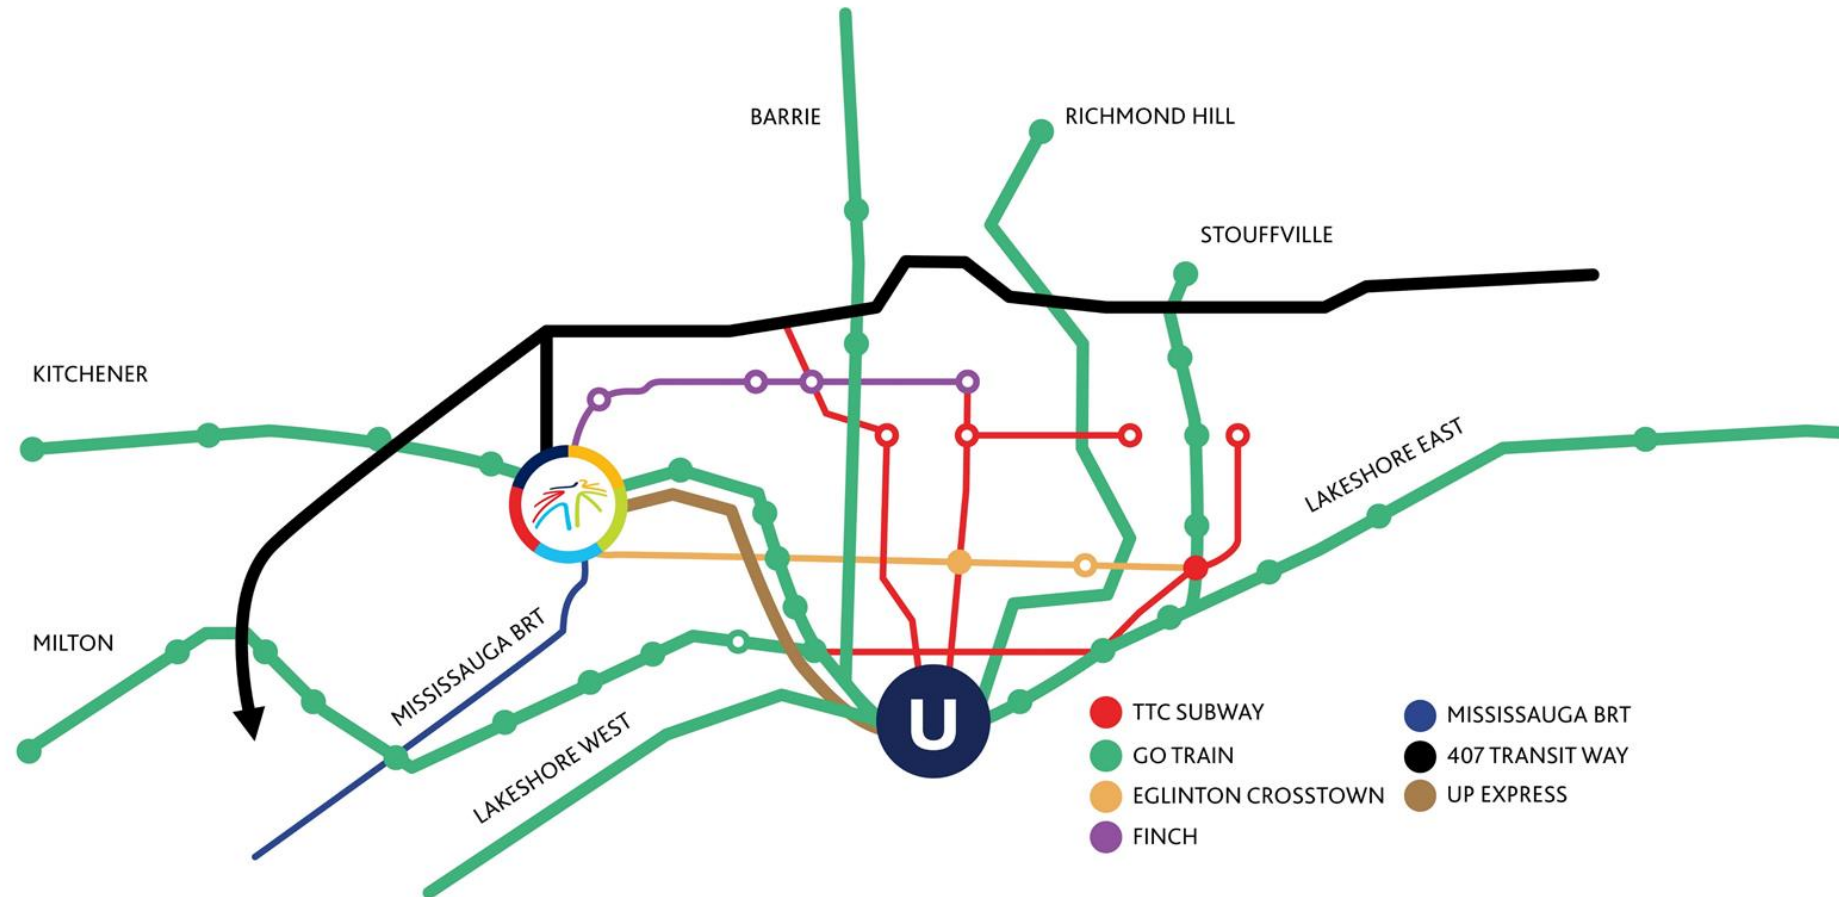 BARRIE
RICHMOND HILL
STOUFFVILLE
KITCHENER
LAKESHORE EAST
MILTON
MISSISSAUGA BRT
LAKESHORE WEST
U
TTC SUBWAY
GO TRAIN
EGLINTON CROSSTOWN
FINCH
MISSISSAUGA BRT
407 TRANSIT WAY
UP EXPRESS